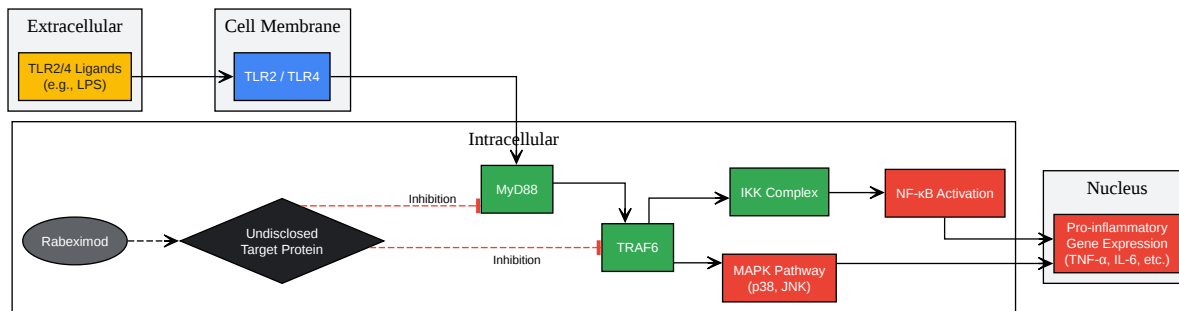 Extracellular
Cell Membrane
TLR2/4 Ligands
(e.g., LPS)
TLR2 / TLR4
Intracellular
MyD88
IKK Complex
NF-κB Activation
Nucleus
Inhibition
Rabeximod
Undisclosed
Target Protein
TRAF6
Inhibition
MAPK Pathway
(p38, JNK)
Pro-inflammatory
Gene Expression
(TNF-α, IL-6, etc.)